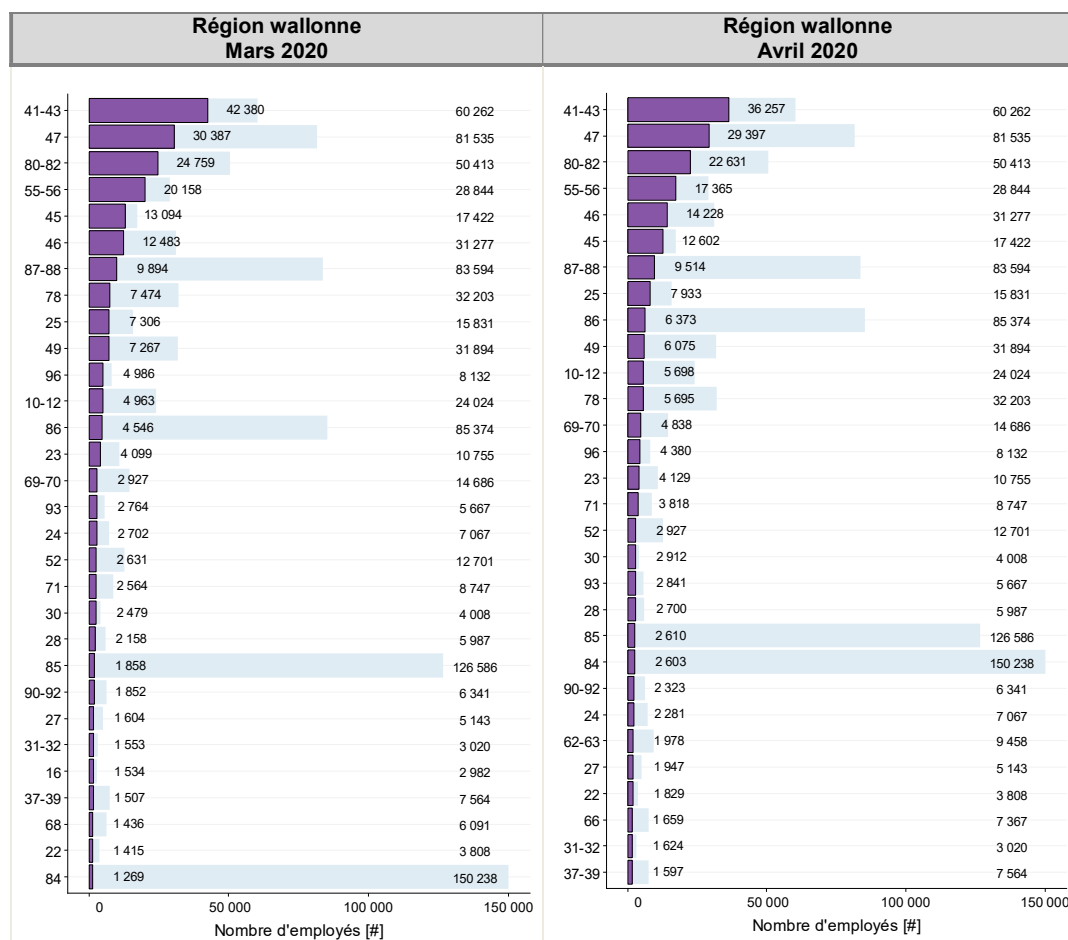 Région wallonne
Mars 2020
41-43 42 380 60 262
47 30 387 81 535
80-82 24 759 50 413
55-56 20 158 28 844
45 13 094 17 422
46 12 483 31 277
87-88 9 894 83 594
78 7 474 32 203
25 7 306 15 831
49 7 267 31 894
96 4 986 8 132
10-12 4 963 24 024
86 4 546 85 374
23 4 099 10 755
69-70 2 927 14 686
93 2 764 5 667
24 2 702 7 067
52 2 631 12 701
71 2 564 8 747
30 2 479 4 008
28 2 158 5 987
85 1 858 126 586
90-92 1 852 6 341
27 1 604 5 143
31-32 1 553 3 020
16 1 534 2 982
37-39 1 507 7 564
68 1 436 6 091
22 1 415 3 808
84 1 269 150 238
0 50 000 100 000 150 000
Nombre d'employés [#]
Région wallonne
Avril 2020
41-43 36 257 60 262
47 29 397 81 535
80-82 22 631 50 413
55-56 17 365 28 844
46 14 228 31 277
45 12 602 17 422
87-88 9 514 83 594
25 7 933 15 831
86 6 373 85 374
49 6 075 31 894
10-12 5 698 24 024
78 5 695 32 203
69-70 4 838 14 686
96 4 380 8 132
23 4 129 10 755
71 3 818 8 747
52 2 927 12 701
30 2 912 4 008
93 2 841 5 667
28 2 700 5 987
85 2 610 126 586
84 2 603 150 238
90-92 2 323 6 341
24 2 281 7 067
62-63 1 978 9 458
27 1 947 5 143
22 1 829 3 808
66 1 659 7 367
31-32 1 624 3 020
37-39 1 597 7 564
0 50 000 100 000 150 000
Nombre d'employés [#]